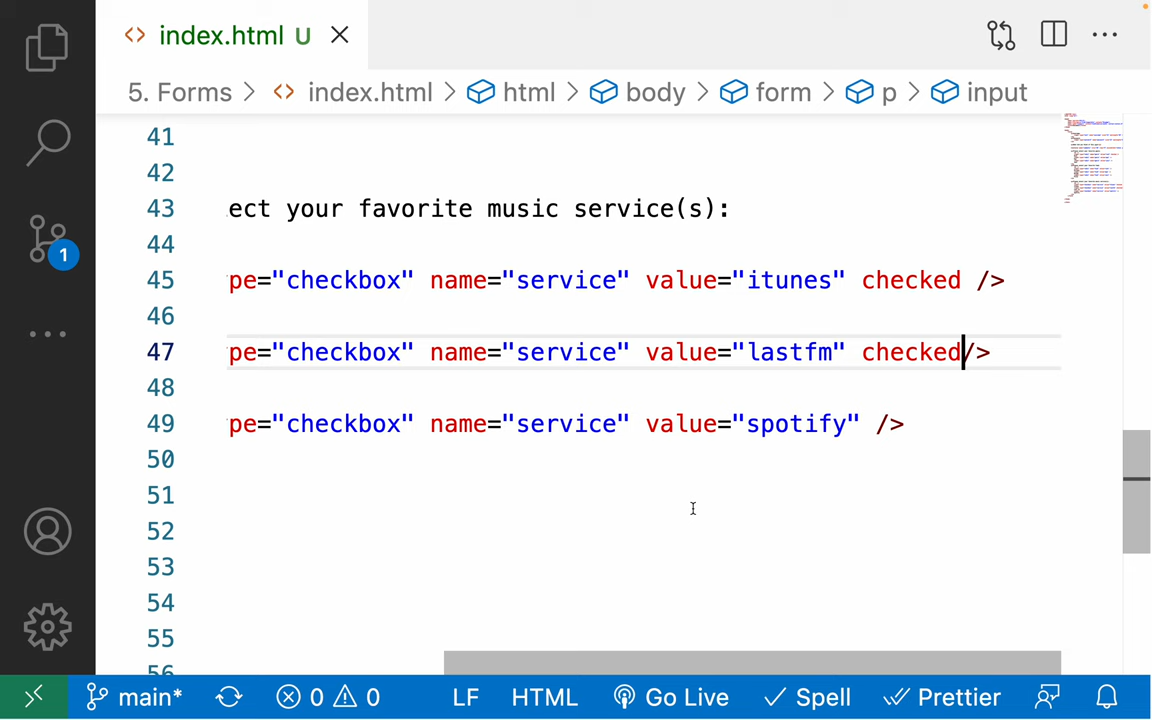 index.html U
5. Forms > index.html > html > body > form > p > input
41
42
43 ect your favorite music service(s):
44
45 pe="checkbox" name="service" value="itunes" checked />
46
47 pe="checkbox" name="service" value="lastfm" checked/>
48
49 pe="checkbox" name="service" value="spotify" />
50
51
52
53
54
55
56
1
main* 0 0 LF HTML Go Live Spell Prettier